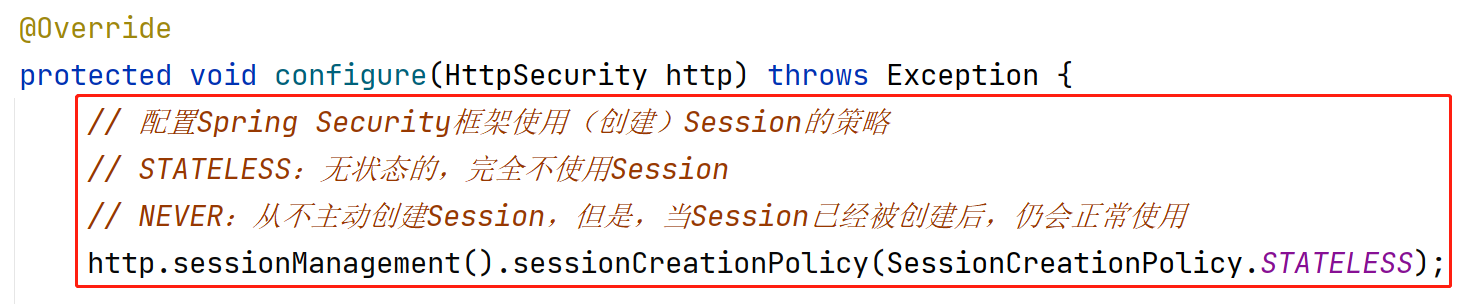 @Override
protected void configure(HttpSecurity http) throws Exception {
// 配置Spring Security框架使用（创建）Session的策略
// STATELESS：无状态的，完全不使用Session
// NEVER：从不主动创建Session，但是，当Session已经被创建后，仍会正常使用
http.sessionManagement().sessionCreationPolicy(SessionCreationPolicy.STATELESS);